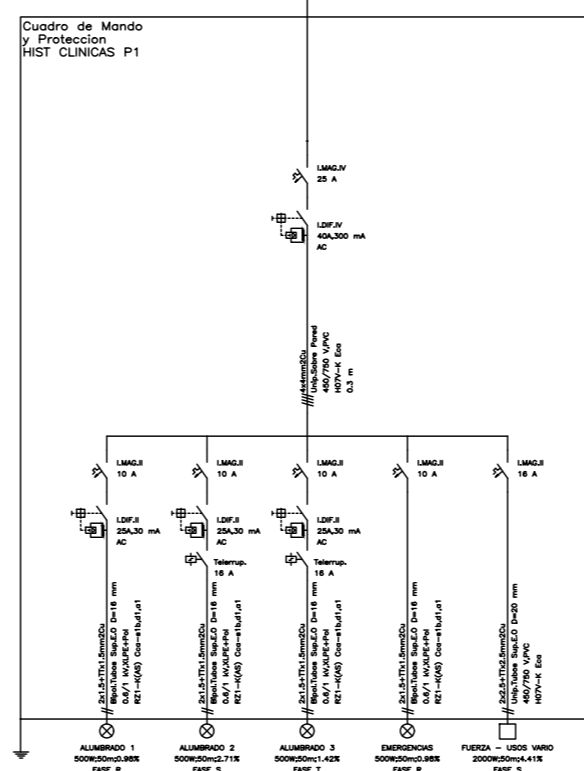 Cuadro de Mando
y Proteccion
HIST CLINICAS P1
I.MAG.IV
25 A
I.DIF.IV
40A,300 mA
AC
4x4mm2Cu
Unip.Sobre Pared
450/750 V,PVC
H07V-K Eca
0.3 m
I.MAG.II
10 A
I.MAG.II
10 A
I.MAG.II
10 A
I.MAG.II
10 A
I.MAG.II
16 A
I.DIF.II
25A,30 mA
AC
I.DIF.II
25A,30 mA
AC
I.DIF.II
25A,30 mA
AC
Telerrup.
16 A
Telerrup.
16 A
2x1.5+TTx1.5mm2Cu
Bipol.Tubos Sup.E.O D=16 mm
0.6/1 kV,XLPE+Pol
RZ1-K(AS) Cca-s1b,d1,a1
2x1.5+TTx1.5mm2Cu
Bipol.Tubos Sup.E.O D=16 mm
0.6/1 kV,XLPE+Pol
RZ1-K(AS) Cca-s1b,d1,a1
2x1.5+TTx1.5mm2Cu
Bipol.Tubos Sup.E.O D=16 mm
0.6/1 kV,XLPE+Pol
RZ1-K(AS) Cca-s1b,d1,a1
2x1.5+TTx1.5mm2Cu
Bipol.Tubos Sup.E.O D=16 mm
0.6/1 kV,XLPE+Pol
RZ1-K(AS) Cca-s1b,d1,a1
2x2.5+TTx2.5mm2Cu
Unip.Tubos Sup.E.O D=20 mm
450/750 V,PVC
H07V-K Eca
ALUMBRADO 1
500W;50m;0.98%
FASE R
ALUMBRADO 2
500W;50m;2.71%
FASE S
ALUMBRADO 3
500W;50m;1.42%
FASE T
EMERGENCIAS
500W;50m;0.98%
FASE R
FUERZA - USOS VARIO
2000W;50m;4.41%
FASE S